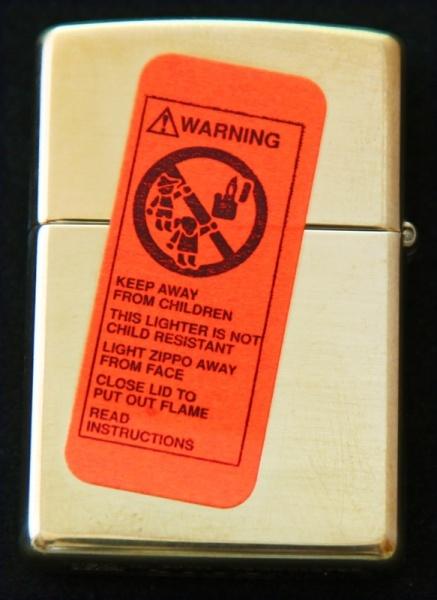 WARNING
KEEP AWAY
FROM CHILDREN
THIS LIGHTER IS NOT
CHILD RESISTANT
LIGHT ZIPPO AWAY
FROM FACE
CLOSE LID TO
PUT OUT FLAME
READ
INSTRUCTIONS